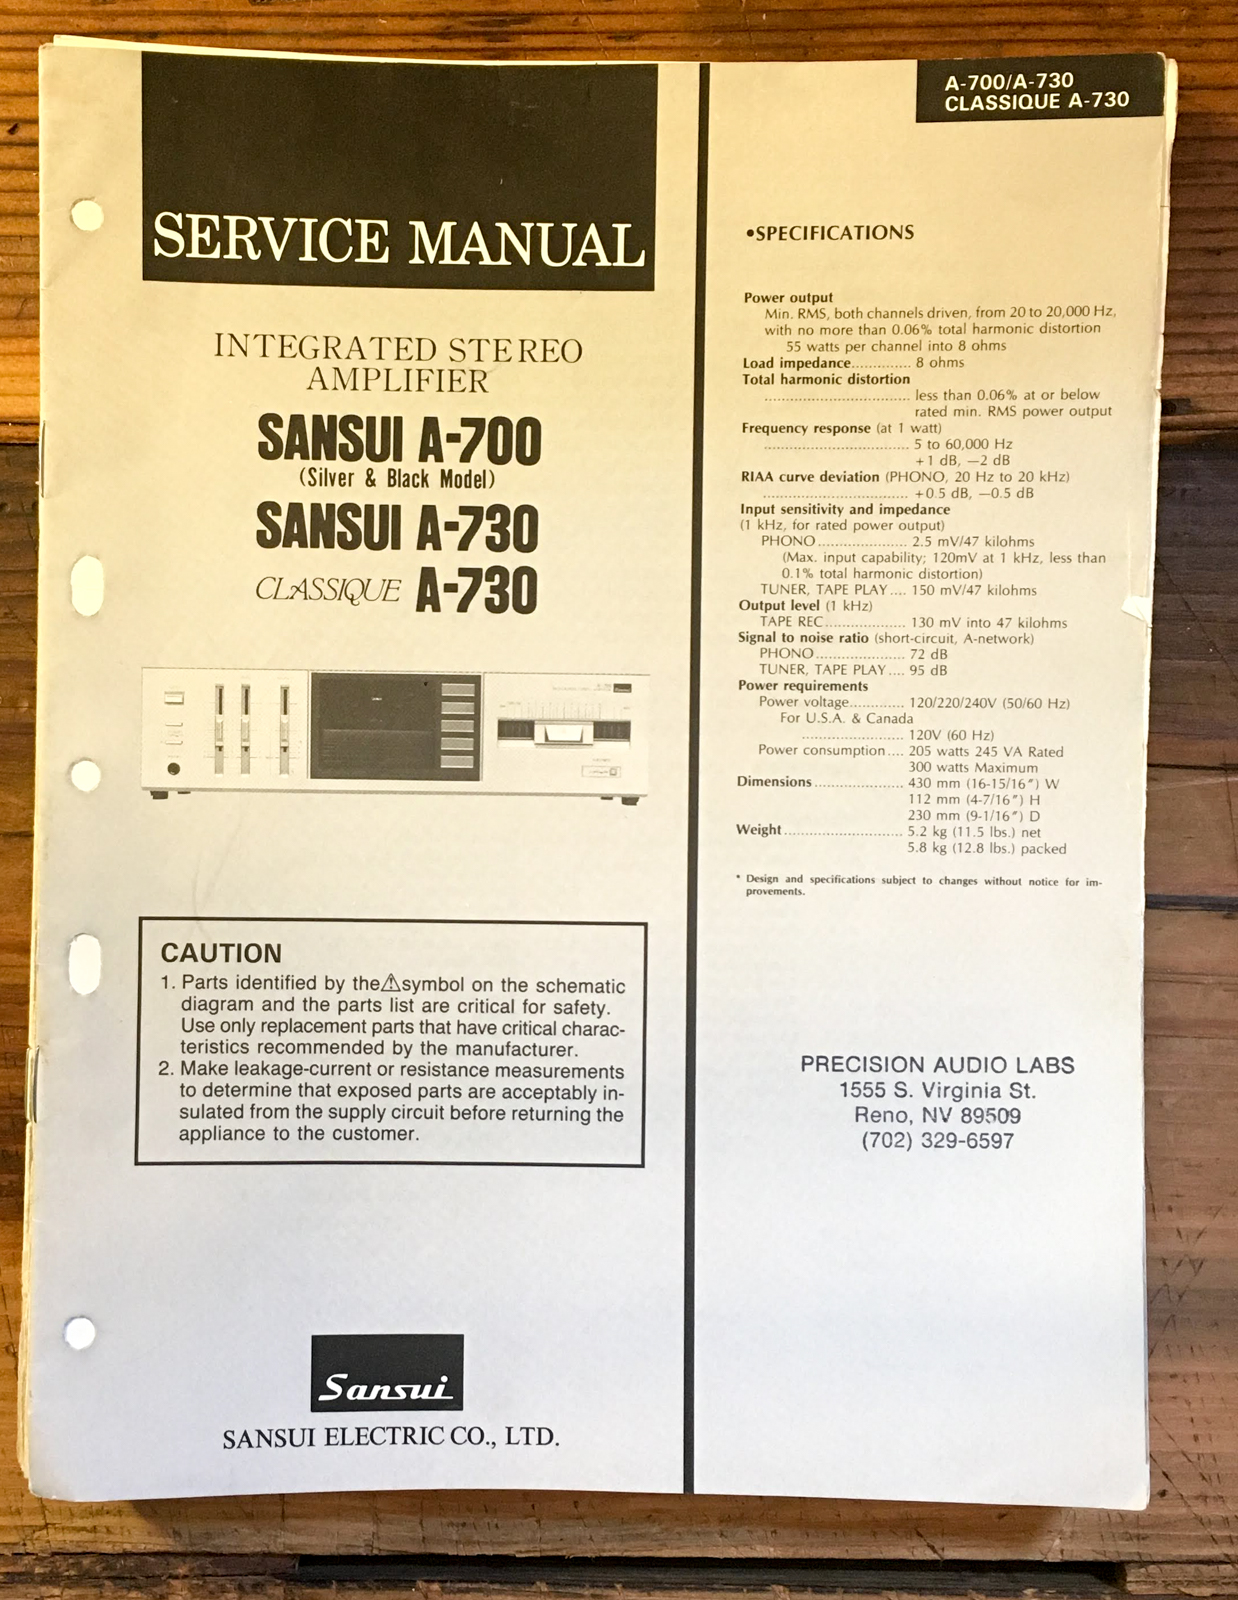 SERVICE MANUAL
INTEGRATED STEREO
AMPLIFIER
SANSUI A-700
(Silver & Black Model)
SANSUI A-730
CLASSIQUE A-730
CAUTION
1. Parts identified by the⚠symbol on the schematic
diagram and the parts list are critical for safety.
Use only replacement parts that have critical charac-
teristics recommended by the manufacturer.
2. Make leakage-current or resistance measurements
to determine that exposed parts are acceptably in-
sulated from the supply circuit before returning the
appliance to the customer.
Sansui
SANSUI ELECTRIC CO., LTD.
A-700/A-730
CLASSIQUE A-730
•SPECIFICATIONS
Power output
Min. RMS, both channels driven, from 20 to 20,000 Hz,
with no more than 0.06% total harmonic distortion
55 watts per channel into 8 ohms
Load impedance.............. 8 ohms
Total harmonic distortion
.................................. less than 0.06% at or below
rated min. RMS power output
Frequency response (at 1 watt)
.................................. 5 to 60,000 Hz
+1 dB, −2 dB
RIAA curve deviation (PHONO, 20 Hz to 20 kHz)
.................................. +0.5 dB, −0.5 dB
Input sensitivity and impedance
(1 kHz, for rated power output)
PHONO..................... 2.5 mV/47 kilohms
(Max. input capability; 120mV at 1 kHz, less than
0.1% total harmonic distortion)
TUNER, TAPE PLAY.... 150 mV/47 kilohms
Output level (1 kHz)
TAPE REC................... 130 mV into 47 kilohms
Signal to noise ratio (short-circuit, A-network)
PHONO..................... 72 dB
TUNER, TAPE PLAY.... 95 dB
Power requirements
Power voltage............. 120/220/240V (50/60 Hz)
For U.S.A. & Canada
........................ 120V (60 Hz)
Power consumption.... 205 watts 245 VA Rated
300 watts Maximum
Dimensions..................... 430 mm (16-15/16″) W
112 mm (4-7/16″) H
230 mm (9-1/16″) D
Weight............................ 5.2 kg (11.5 lbs.) net
5.8 kg (12.8 lbs.) packed
* Design and specifications subject to changes without notice for im-
provements.
PRECISION AUDIO LABS
1555 S. Virginia St.
Reno, NV 89509
(702) 329-6597